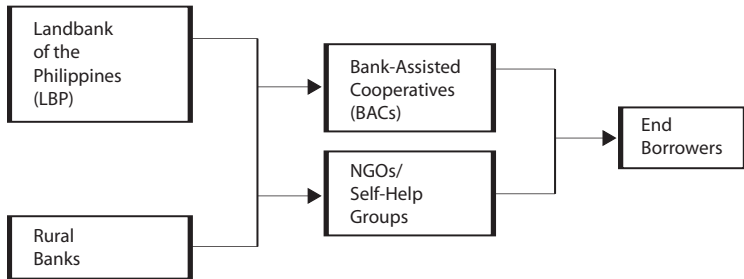 Landbank
of the
Philippines
(LBP)
Bank-Assisted
Cooperatives
(BACs)
End
Borrowers
NGOs/
Self-Help
Groups
Rural
Banks